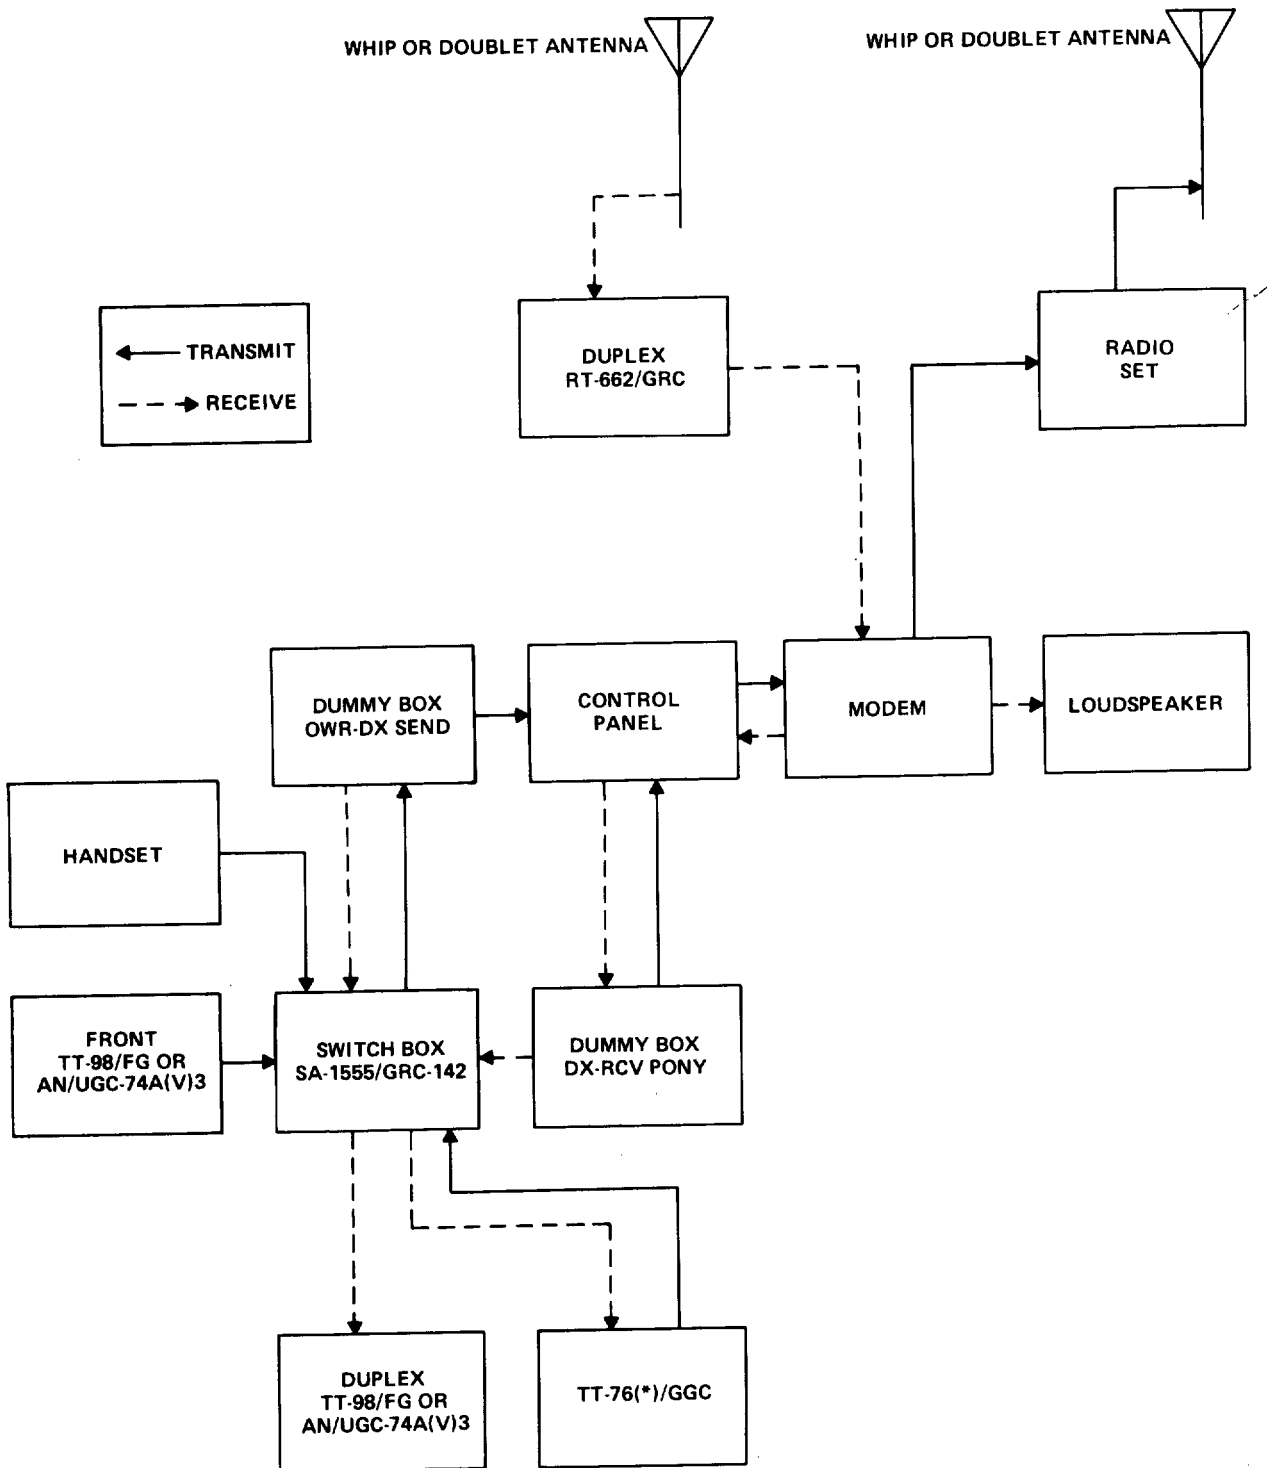 WHIP OR DOUBLET ANTENNA
WHIP OR DOUBLET ANTENNA
TRANSMIT
RECEIVE
DUPLEX
RT-662/GRC
RADIO
SET
DUMMY BOX
OWR-DX SEND
CONTROL
PANEL
MODEM
LOUDSPEAKER
HANDSET
FRONT
TT-98/FG OR
AN/UGC-74A(V)3
SWITCH BOX
SA-1555/GRC-142
DUMMY BOX
DX-RCV PONY
DUPLEX
TT-98/FG OR
AN/UGC-74A(V)3
TT-76(*)/GGC